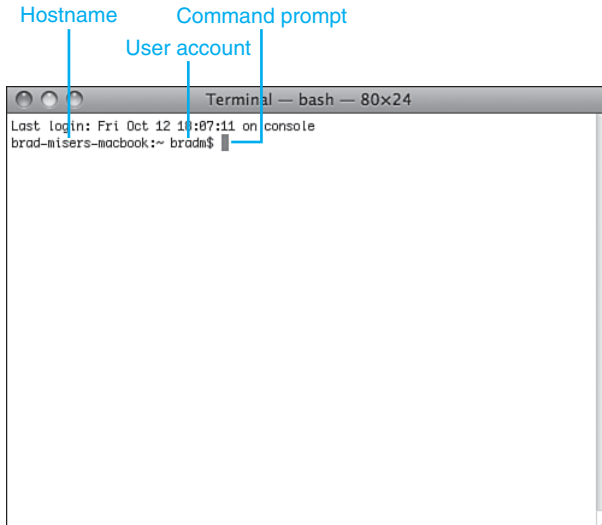 Hostname
Command prompt
User account
Terminal — bash — 80×24
Last login: Fri Oct 12 10:07:11 on console
brad-misers-macbook:~ bradm$